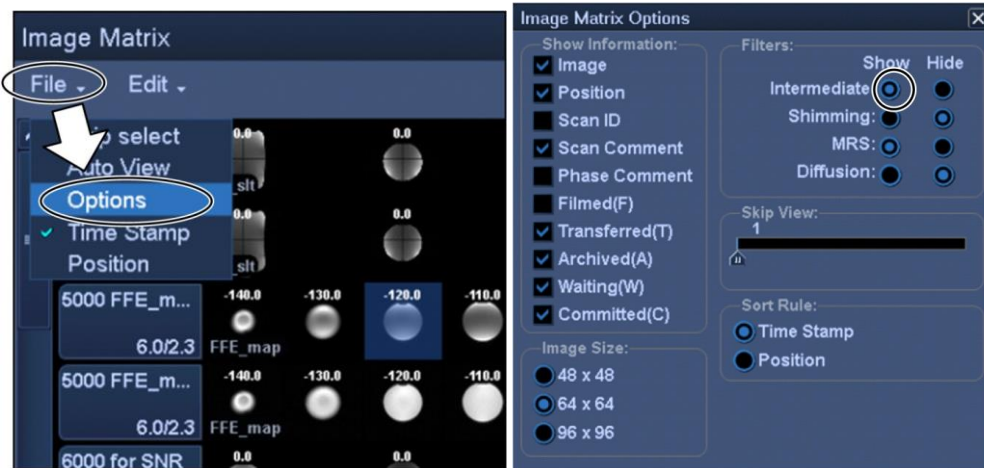 Image Matrix
File
Edit
select
Auto View
Options
Time Stamp
Position
0.0
0.0
slt
0.0
0.0
slt
5000 FFE_m...
6.0/2.3
-140.0
-130.0
-120.0
-110.0
FFE_map
5000 FFE_m...
6.0/2.3
-140.0
-130.0
-120.0
-110.0
FFE_map
6000 for SNR
0.0
0.0
Image Matrix Options
Show Information:
Image
Position
Scan ID
Scan Comment
Phase Comment
Filmed(F)
Transferred(T)
Archived(A)
Waiting(W)
Committed(C)
Image Size:
48 x 48
64 x 64
96 x 96
Filters:
Show Hide
Intermediate:
Shimming:
MRS:
Diffusion:
Skip View:
1
Sort Rule:
Time Stamp
Position